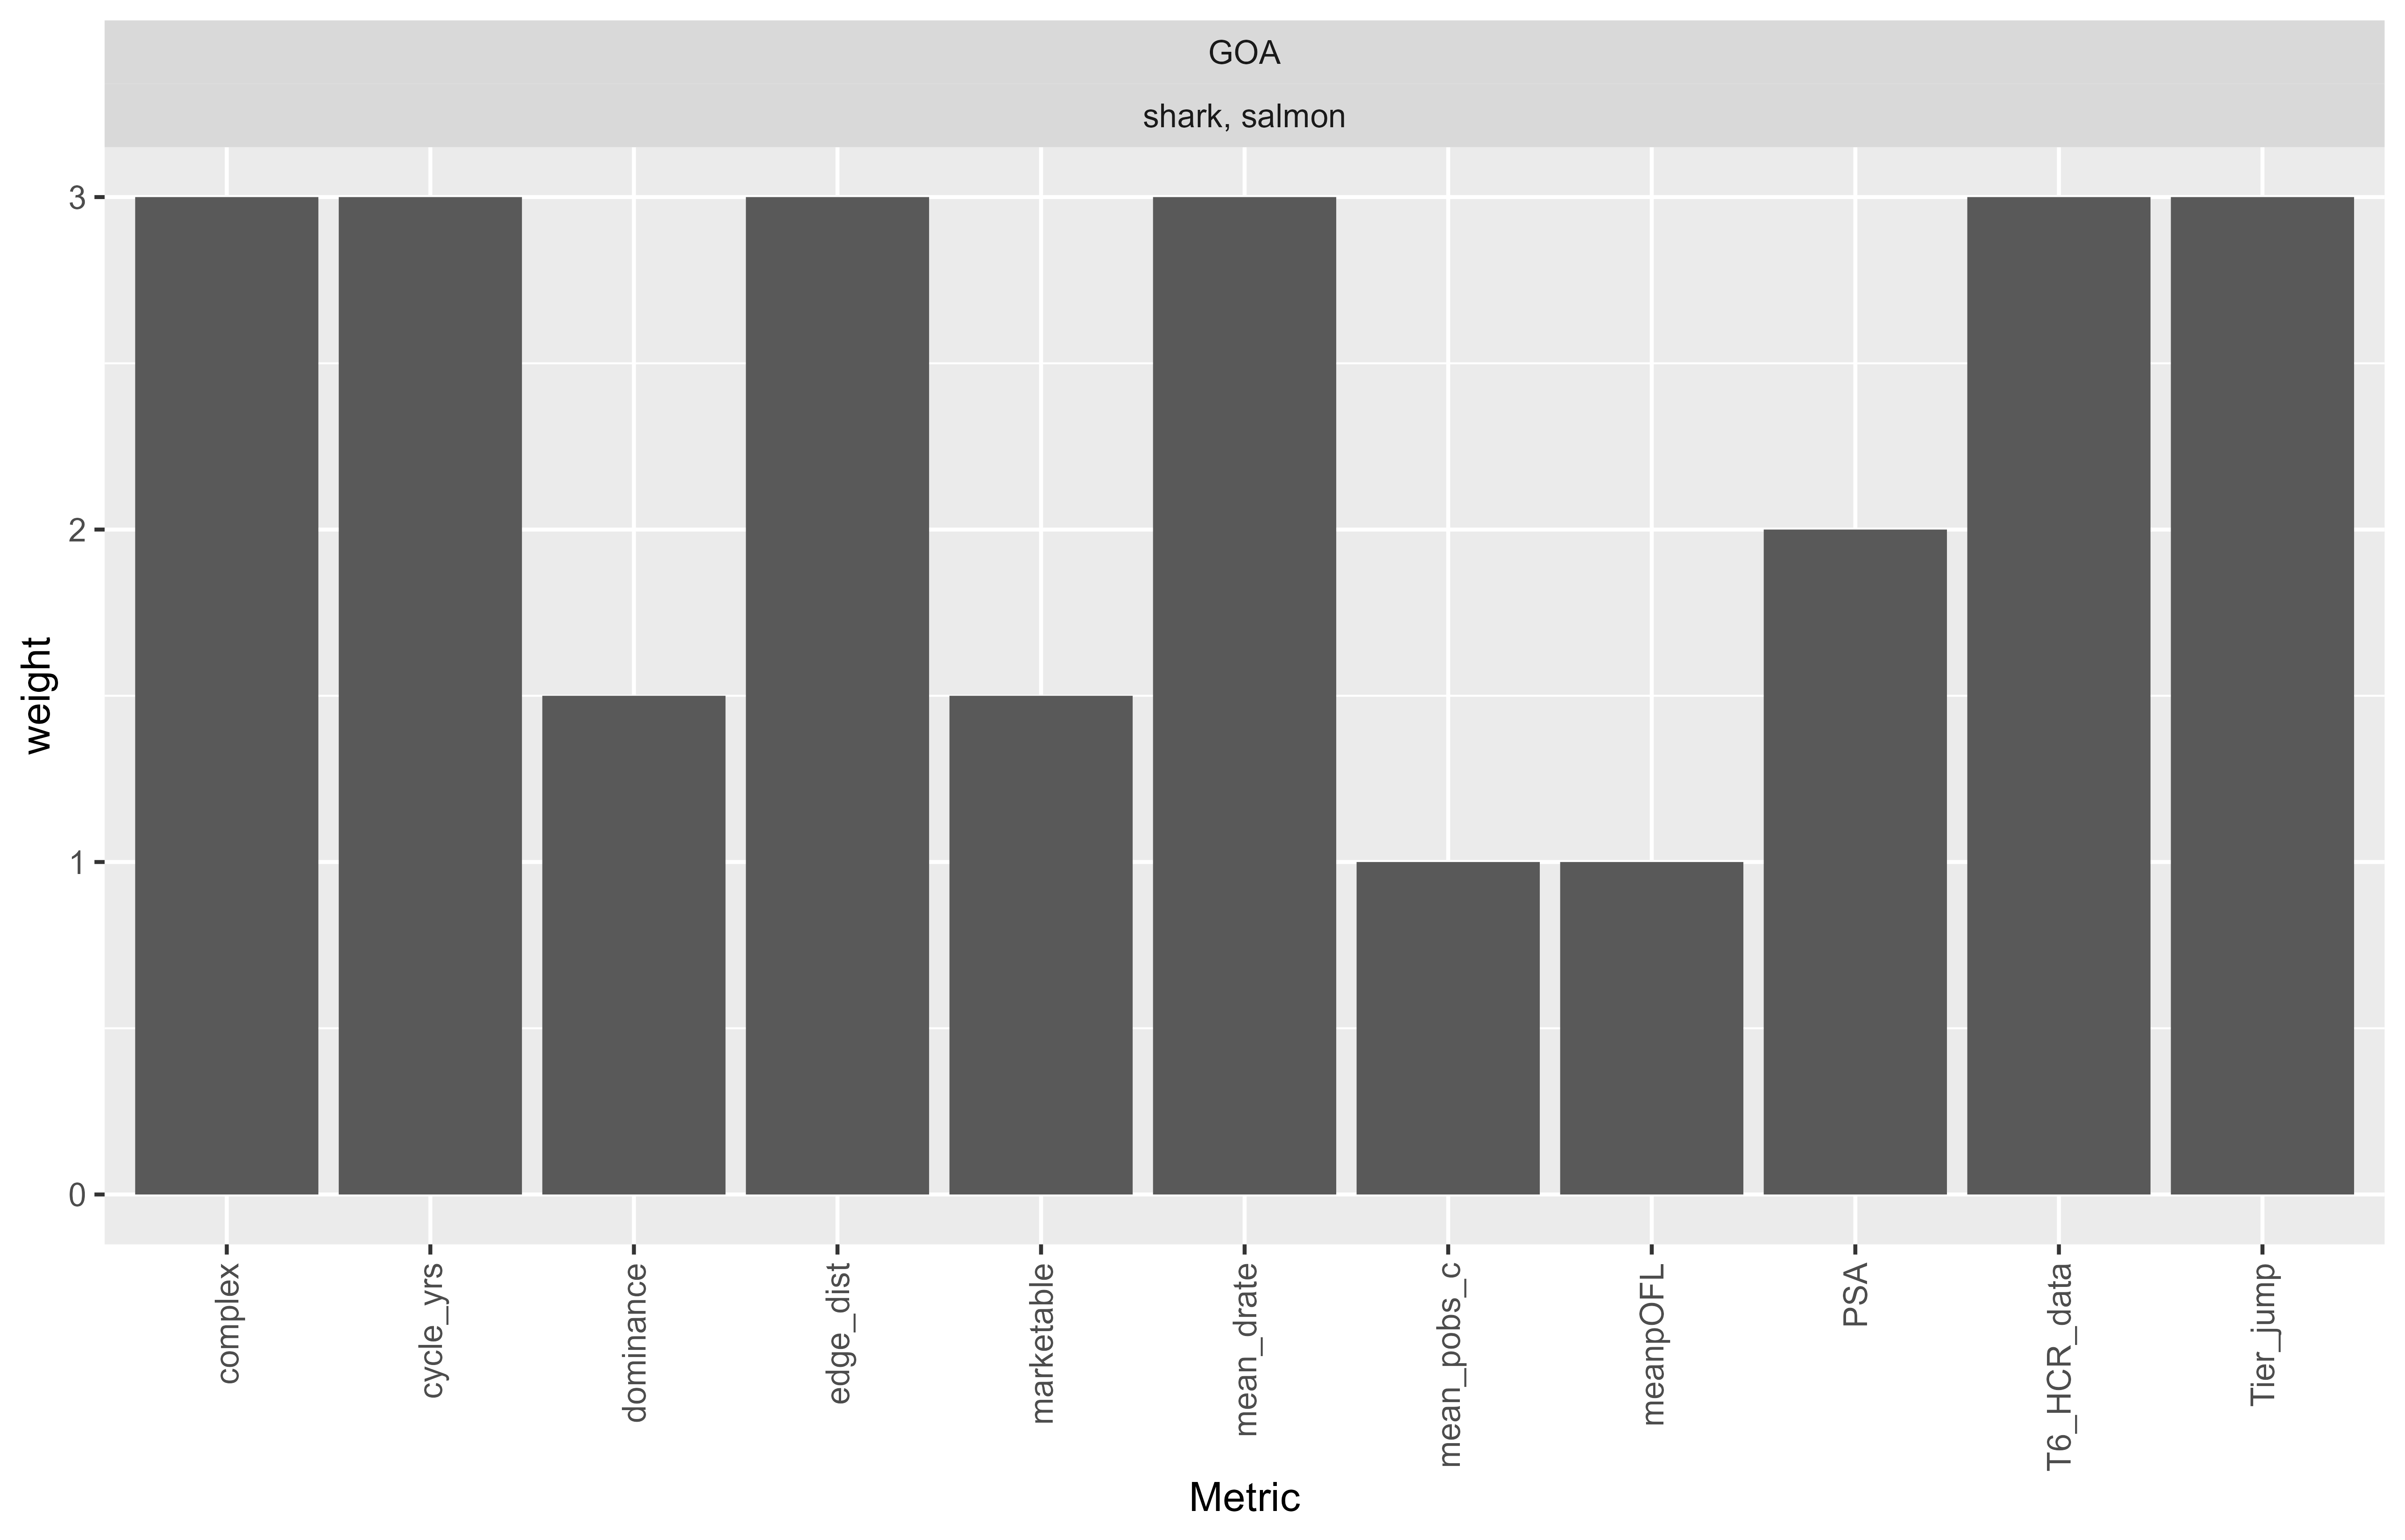 GOA
shark, salmon
3
2
1
0
weight
complex
cycle_yrs
dominance
edge_dist
marketable
mean_drate
mean_pobs_c
meanpOFL
PSA
T6_HCR_data
Tier_jump
Metric